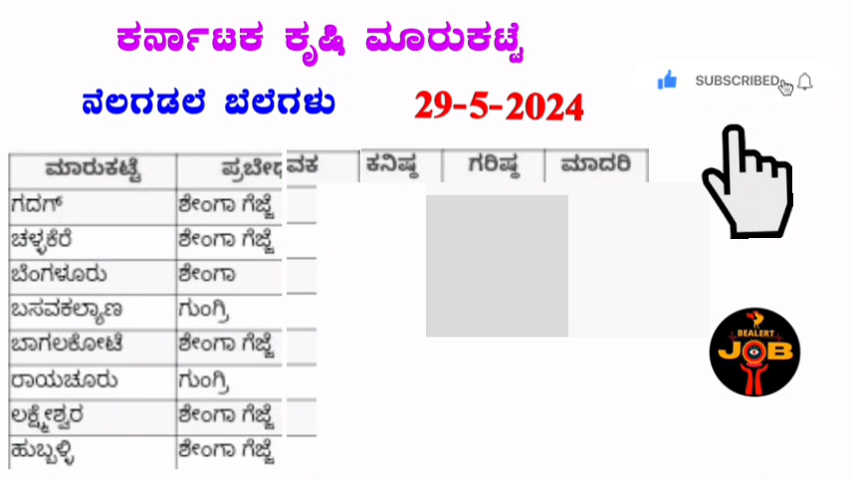 ಕರ್ನಾಟಕ ಕೃಷಿ ಮಾರುಕಟ್ಟೆ
ನೆಲಗಡಲೆ ಬೆಲೆಗಳು 29-5-2024
SUBSCRIBED
ಮಾರುಕಟ್ಟೆ ಪ್ರಬೇಧ ವಕ ಕನಿಷ್ಠ ಗರಿಷ್ಠ ಮಾದರಿ
ಗದಗ್ ಶೇಂಗಾ ಗೆಜ್ಜೆ
ಚಳ್ಳಕೆರೆ ಶೇಂಗಾ ಗೆಜ್ಜೆ
ಬೆಂಗಳೂರು ಶೇಂಗಾ
ಬಸವಕಲ್ಯಾಣ ಗುಂಗ್ರಿ
ಬಾಗಲಕೋಟೆ ಶೇಂಗಾ ಗೆಜ್ಜೆ
ರಾಯಚೂರು ಗುಂಗ್ರಿ
ಲಕ್ಷ್ಮೇಶ್ವರ ಶೇಂಗಾ ಗೆಜ್ಜೆ
ಹುಬ್ಬಳ್ಳಿ ಶೇಂಗಾ ಗೆಜ್ಜೆ
BEALERT
JOB